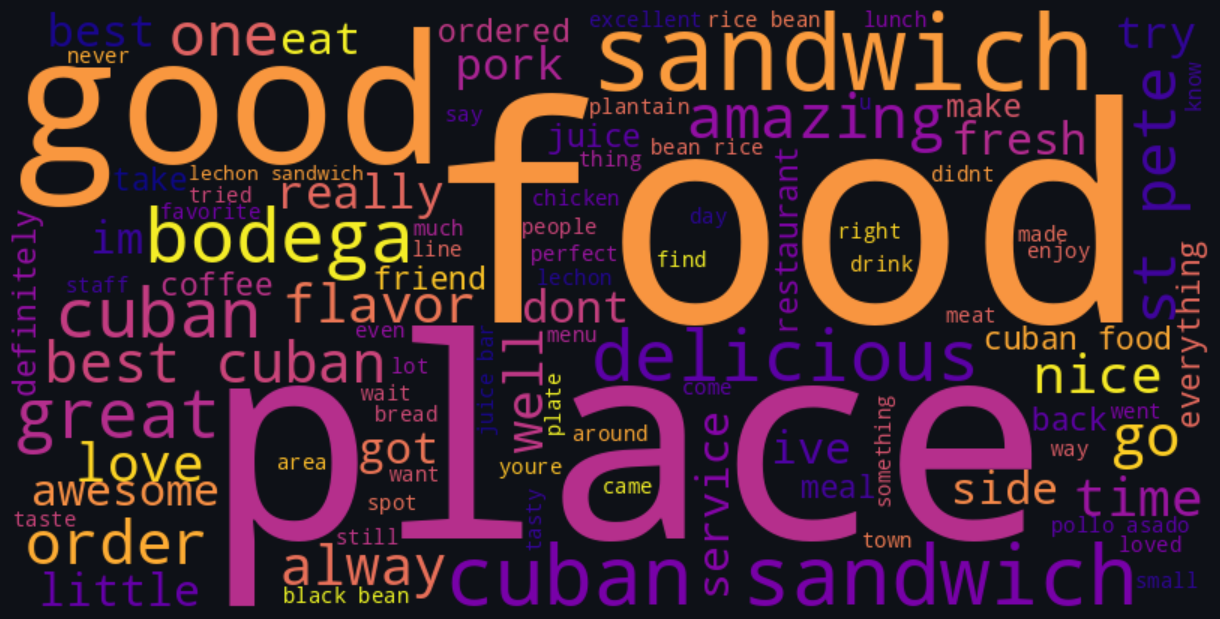 best
one
eat
ordered
excellent
rice bean
lunch
try
never
good
pork
sandwich
know
say
plantain
u
make
juice
amazing
fresh
st pete
thing
bean rice
take
lechon sandwich
really
food
restaurant
didnt
tried
favorite
chicken
day
im
bodega
much
people
right
made
line
perfect
find
drink
enjoy
definitely
staff
coffee
friend
lechon
everything
cuban
flavor
dont
meat
even
juice bar
menu
delicious
cuban food
best cuban
lot
well
place
nice
wait
plate
come
great
bread
something
back
went
love
area
got
around
ive
go
want
youre
way
awesome
spot
came
service
meal
side
time
taste
tasty
pollo asado
order
still
town
loved
alway
little
black bean
cuban sandwich
small